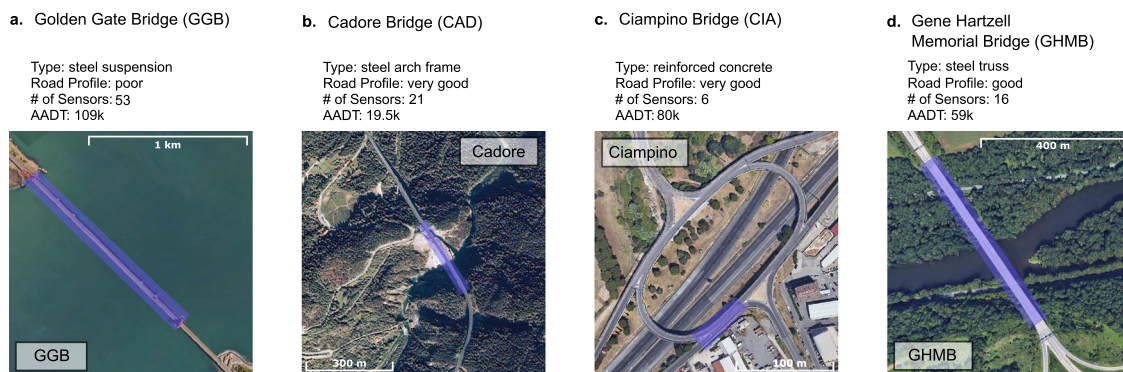 a. Golden Gate Bridge (GGB)
Type: steel suspension
Road Profile: poor
# of Sensors: 53
AADT: 109k
1 km
GGB
b. Cadore Bridge (CAD)
Type: steel arch frame
Road Profile: very good
# of Sensors: 21
AADT: 19.5k
Cadore
300 m
c. Ciampino Bridge (CIA)
Type: reinforced concrete
Road Profile: very good
# of Sensors: 6
AADT: 80k
Ciampino
100 m
d. Gene Hartzell
Memorial Bridge (GHMB)
Type: steel truss
Road Profile: good
# of Sensors: 16
AADT: 59k
400 m
GHMB